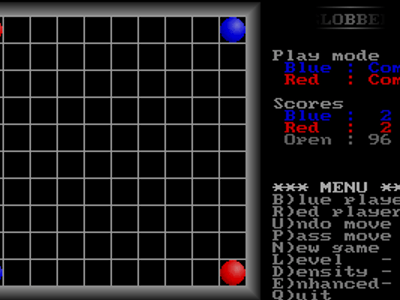 LOBBE
Play mode
Blue : Com
Red : Com
Scores
Blue : 2
Red : 2
Open : 96
*** MENU **
B)lue playe
R)ed player
U)ndo move
P)ass move
N)ew game
L)evel -
D)ensity -
E)nhanced-
Q)uit